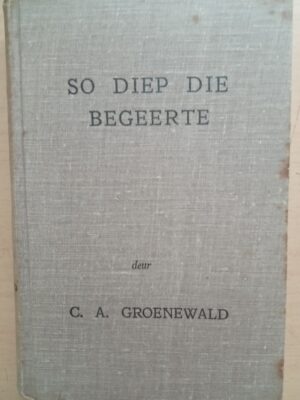 SO DIEP DIE
BEGEERTE
deur
C. A. GROENEWALD